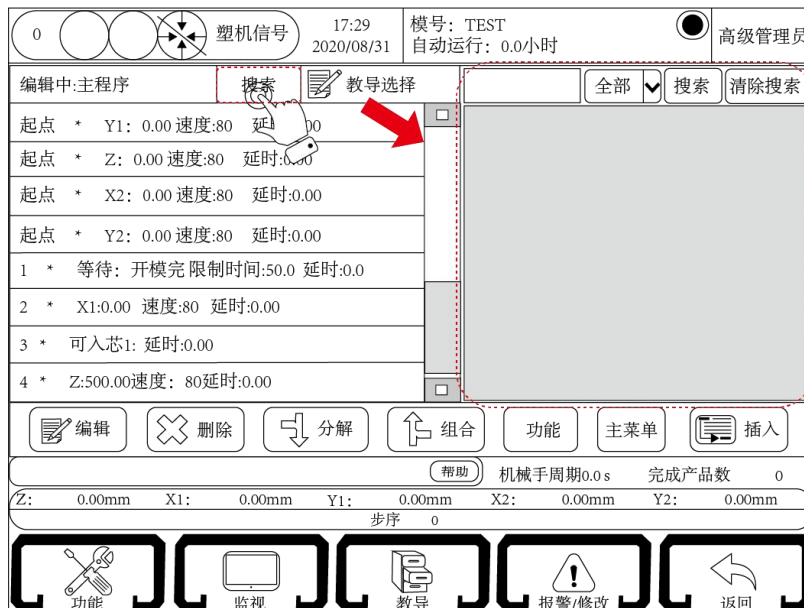 0 塑机信号 17:29 模号：TEST 高级管理员
2020/08/31 自动运行：0.0小时
编辑中:主程序 搜索 教导选择 全部 搜索 清除搜索
起点 * Y1：0.00 速度:80 延时:0.00
起点 * Z：0.00 速度:80 延时:0.00
起点 * X2：0.00 速度:80 延时:0.00
起点 * Y2：0.00 速度:80 延时:0.00
1 * 等待：开模完 限制时间:50.0 延时:0.0
2 * X1:0.00 速度:80 延时:0.00
3 * 可入芯1: 延时:0.00
4 * Z:500.00速度：80延时:0.00
编辑 删除 分解 组合 功能 主菜单 插入
帮助 机械手周期0.0 s 完成产品数 0
Z: 0.00mm X1: 0.00mm Y1: 0.00mm X2: 0.00mm Y2: 0.00mm
步序 0
功能 监视 教导 报警/修改 返回